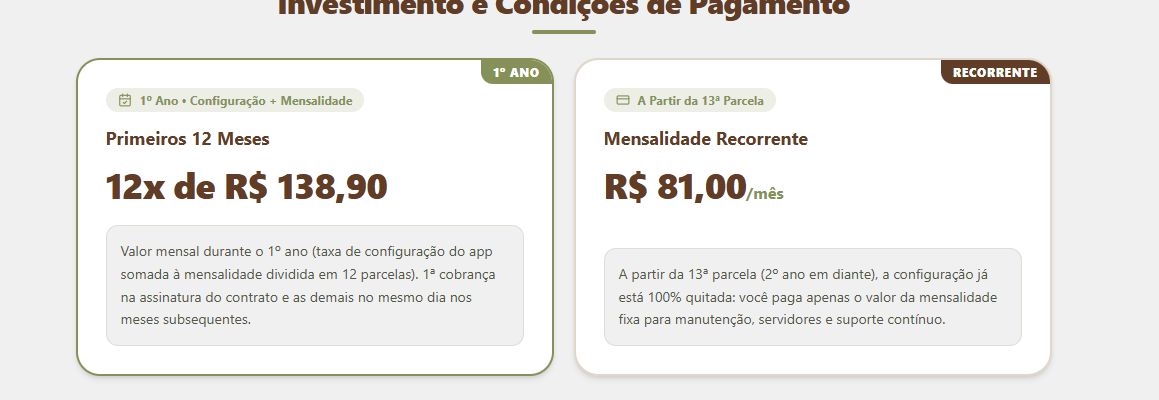 Investimento e Condições de Pagamento
1º ANO
1º Ano • Configuração + Mensalidade
Primeiros 12 Meses
12x de R$ 138,90
Valor mensal durante o 1º ano (taxa de configuração do app
somada à mensalidade dividida em 12 parcelas). 1ª cobrança
na assinatura do contrato e as demais no mesmo dia nos
meses subsequentes.
RECORRENTE
A Partir da 13ª Parcela
Mensalidade Recorrente
R$ 81,00/mês
A partir da 13ª parcela (2º ano em diante), a configuração já
está 100% quitada: você paga apenas o valor da mensalidade
fixa para manutenção, servidores e suporte contínuo.